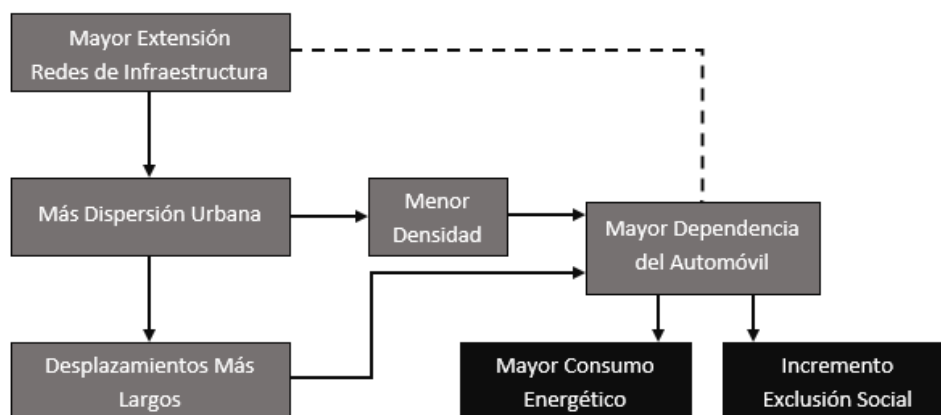 Mayor Extensión
Redes de Infraestructura
Más Dispersión Urbana
Menor
Densidad
Mayor Dependencia
del Automóvil
Desplazamientos Más
Largos
Mayor Consumo
Energético
Incremento
Exclusión Social